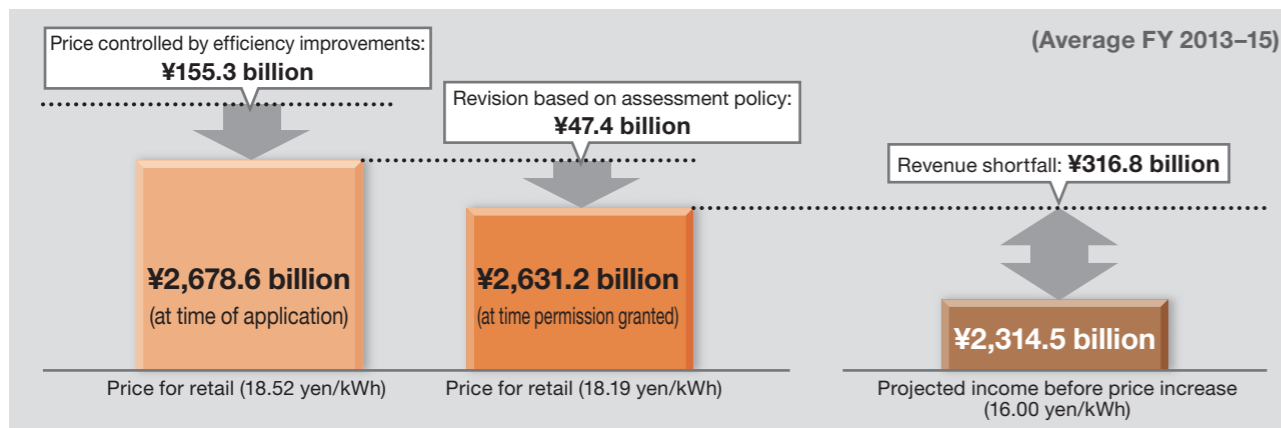 (Average FY 2013–15)
Price controlled by efficiency improvements:
¥155.3 billion
Revision based on assessment policy:
¥47.4 billion
Revenue shortfall: ¥316.8 billion
¥2,678.6 billion
(at time of application)
¥2,631.2 billion
(at time permission granted)
¥2,314.5 billion
Price for retail (18.52 yen/kWh)
Price for retail (18.19 yen/kWh)
Projected income before price increase
(16.00 yen/kWh)